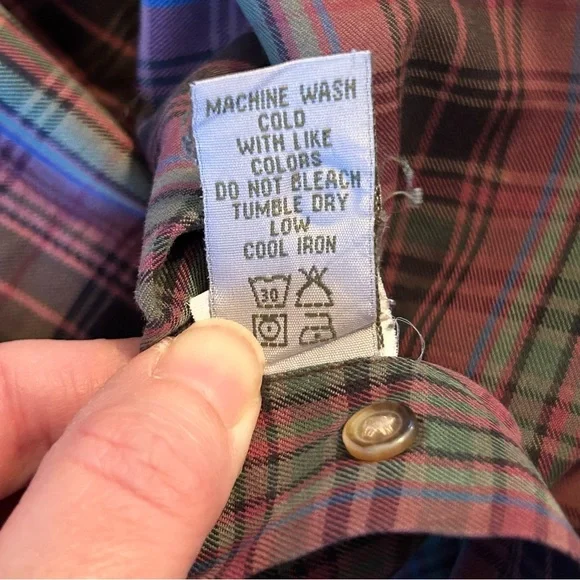 MACHINE WASH
COLD
WITH LIKE
COLORS
DO NOT BLEACH
TUMBLE DRY
LOW
COOL IRON
30